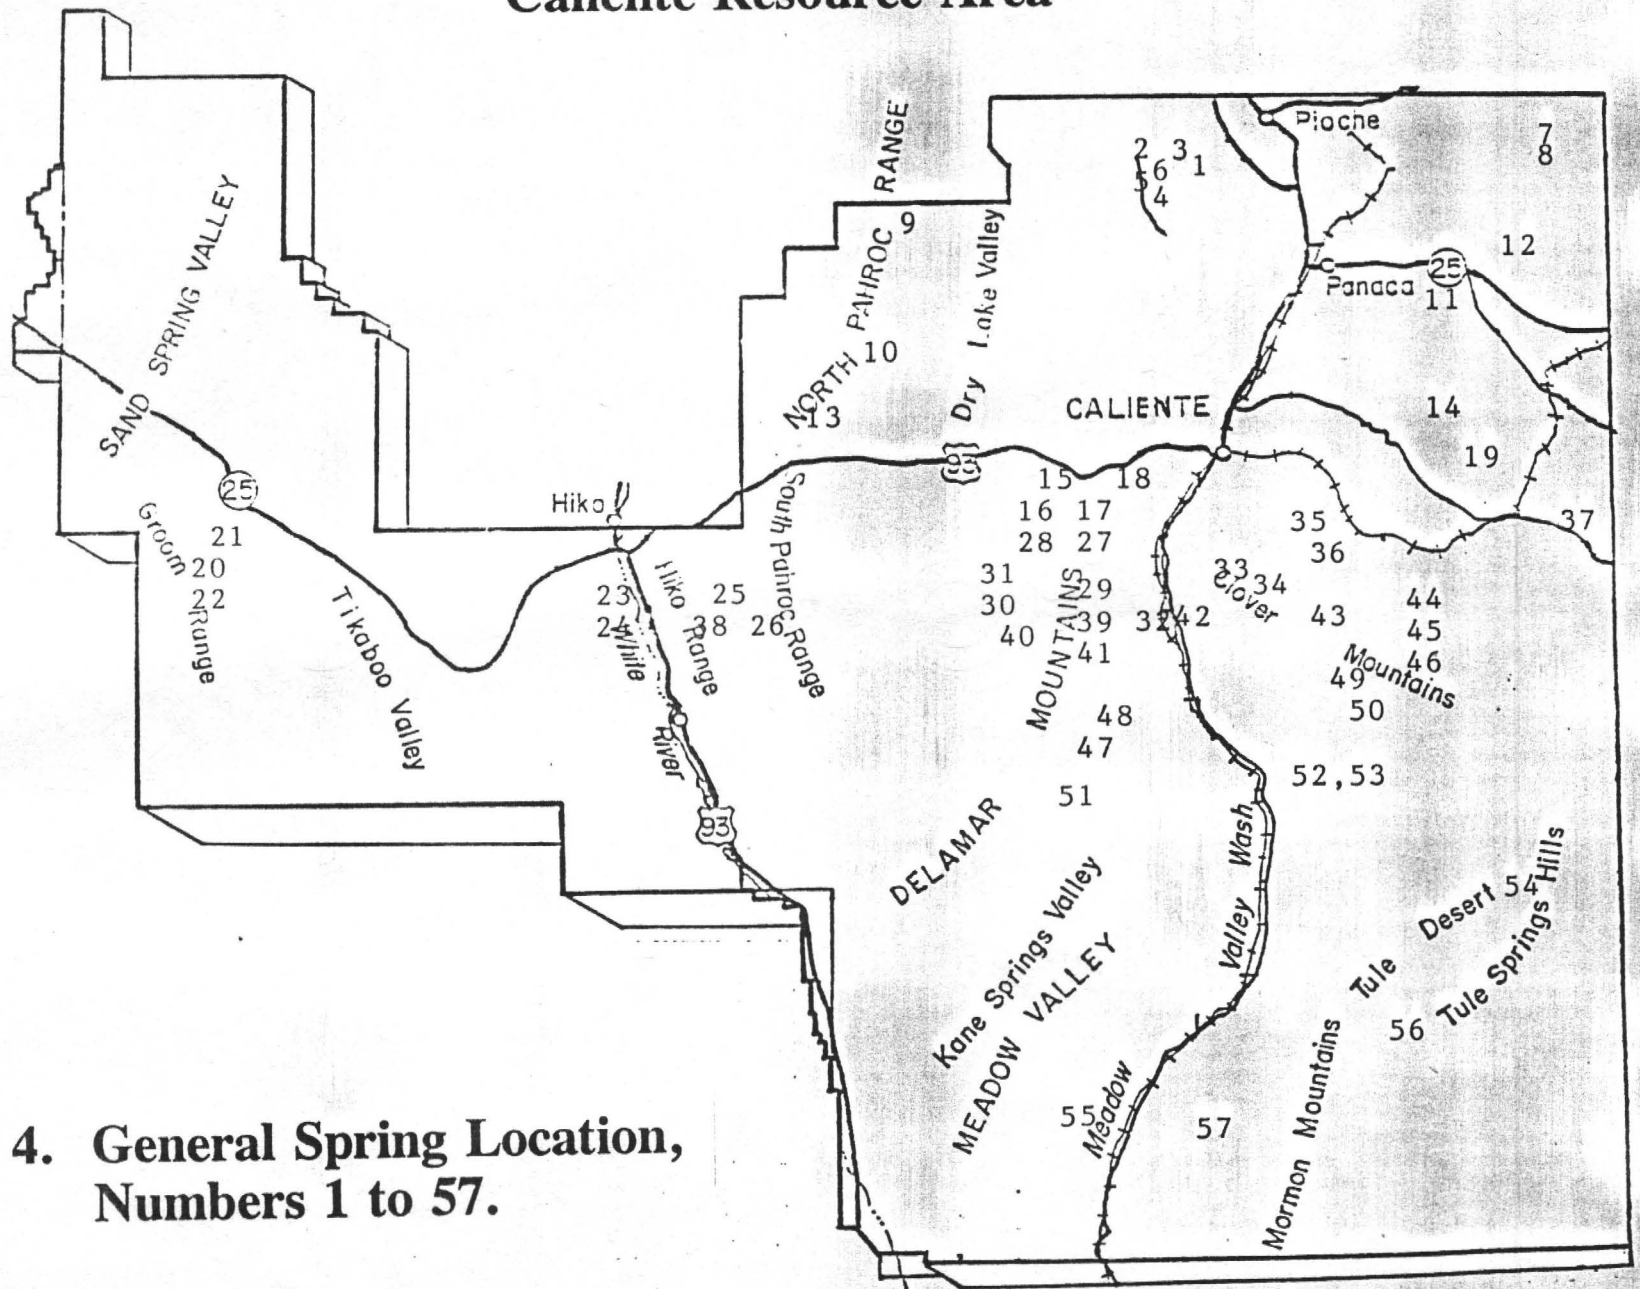 Caliente Resource Area
Pioche
7
8
2 3 1
6
5
4
RANGE
9
12
SAND SPRING VALLEY
NORTH PAHROC
Dry Lake Valley
25
Panaca
11
10
13
CALIENTE
14
93
19
15 18
25
Hiko
16 17
35
37
28 27
36
21
Groom Range
20
22
Tikaboo Valley
23
24
Hiko Range
25
38 26
South Pahroc Range
White River
31
30
40
29
39
41
32 42
33
34
Clover Mountains
43
44
45
46
49
50
MOUNTAINS
48
47
51
52,53
93
DELAMAR
Kane Springs Valley
MEADOW VALLEY
Meadow Valley Wash
54
Tule Desert
Tule Springs Hills
56
55
57
Mormon Mountains
4. General Spring Location,
Numbers 1 to 57.